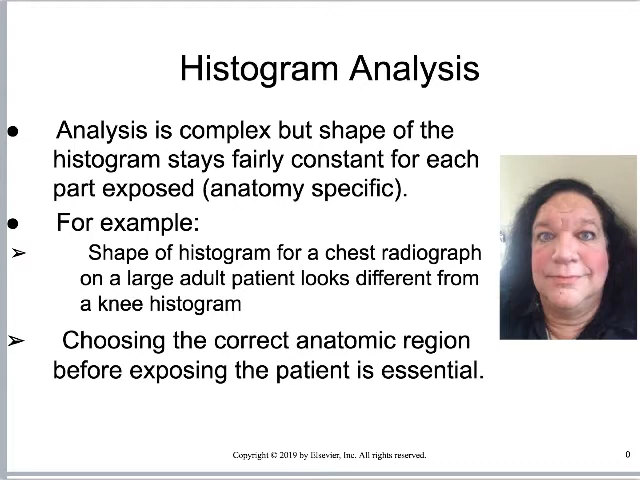 Histogram Analysis
● Analysis is complex but shape of the
histogram stays fairly constant for each
part exposed (anatomy specific).
● For example:
➢ Shape of histogram for a chest radiograph
on a large adult patient looks different from
a knee histogram
➢ Choosing the correct anatomic region
before exposing the patient is essential.
Copyright © 2019 by Elsevier, Inc. All rights reserved.
0